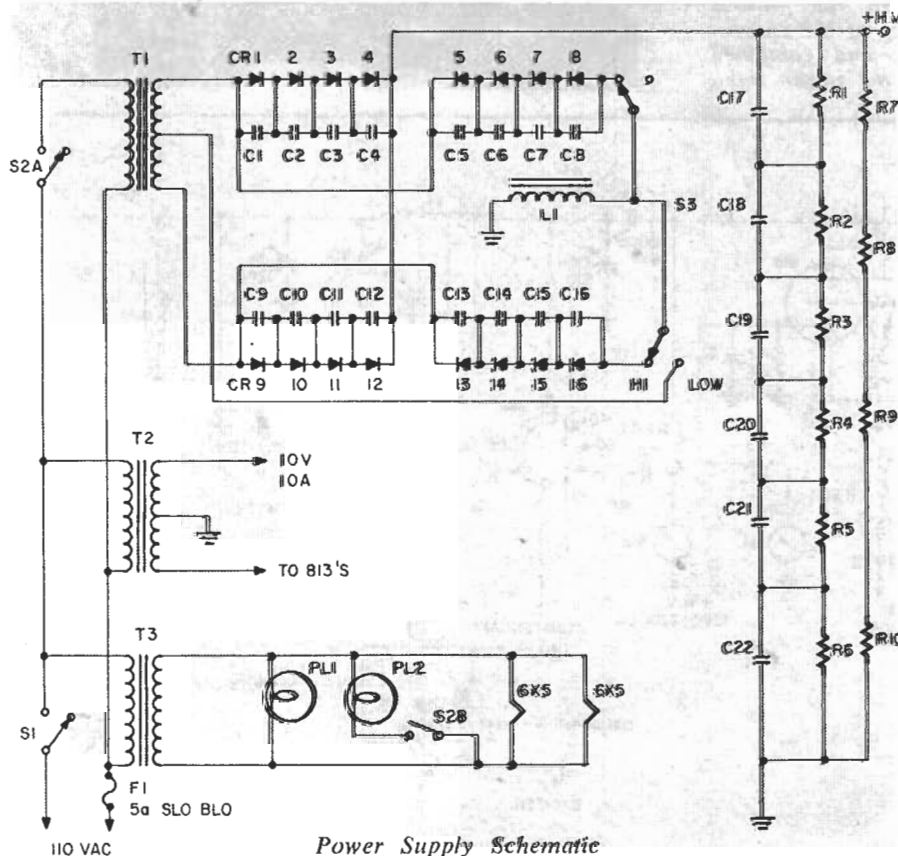 +H.V.
T1
CR1 2 3 4 5 6 7 8
C17 R1 R7
C1 C2 C3 C4 C5 C6 C7 C8
S2A
L1 S3
C18 R2 R8
C9 C10 C11 C12 C13 C14 C15 C16
C19 R3
CR9 10 11 12 13 14 15 16 HI LOW
C20 R4 R9
T2
110V
110A
C21 R5
TO 813'S
T3
PL1 PL2 6X5 6X5
C22 R6 R10
S2B
S1
F1
5a SLO BLO
110 VAC
Power Supply Schematic